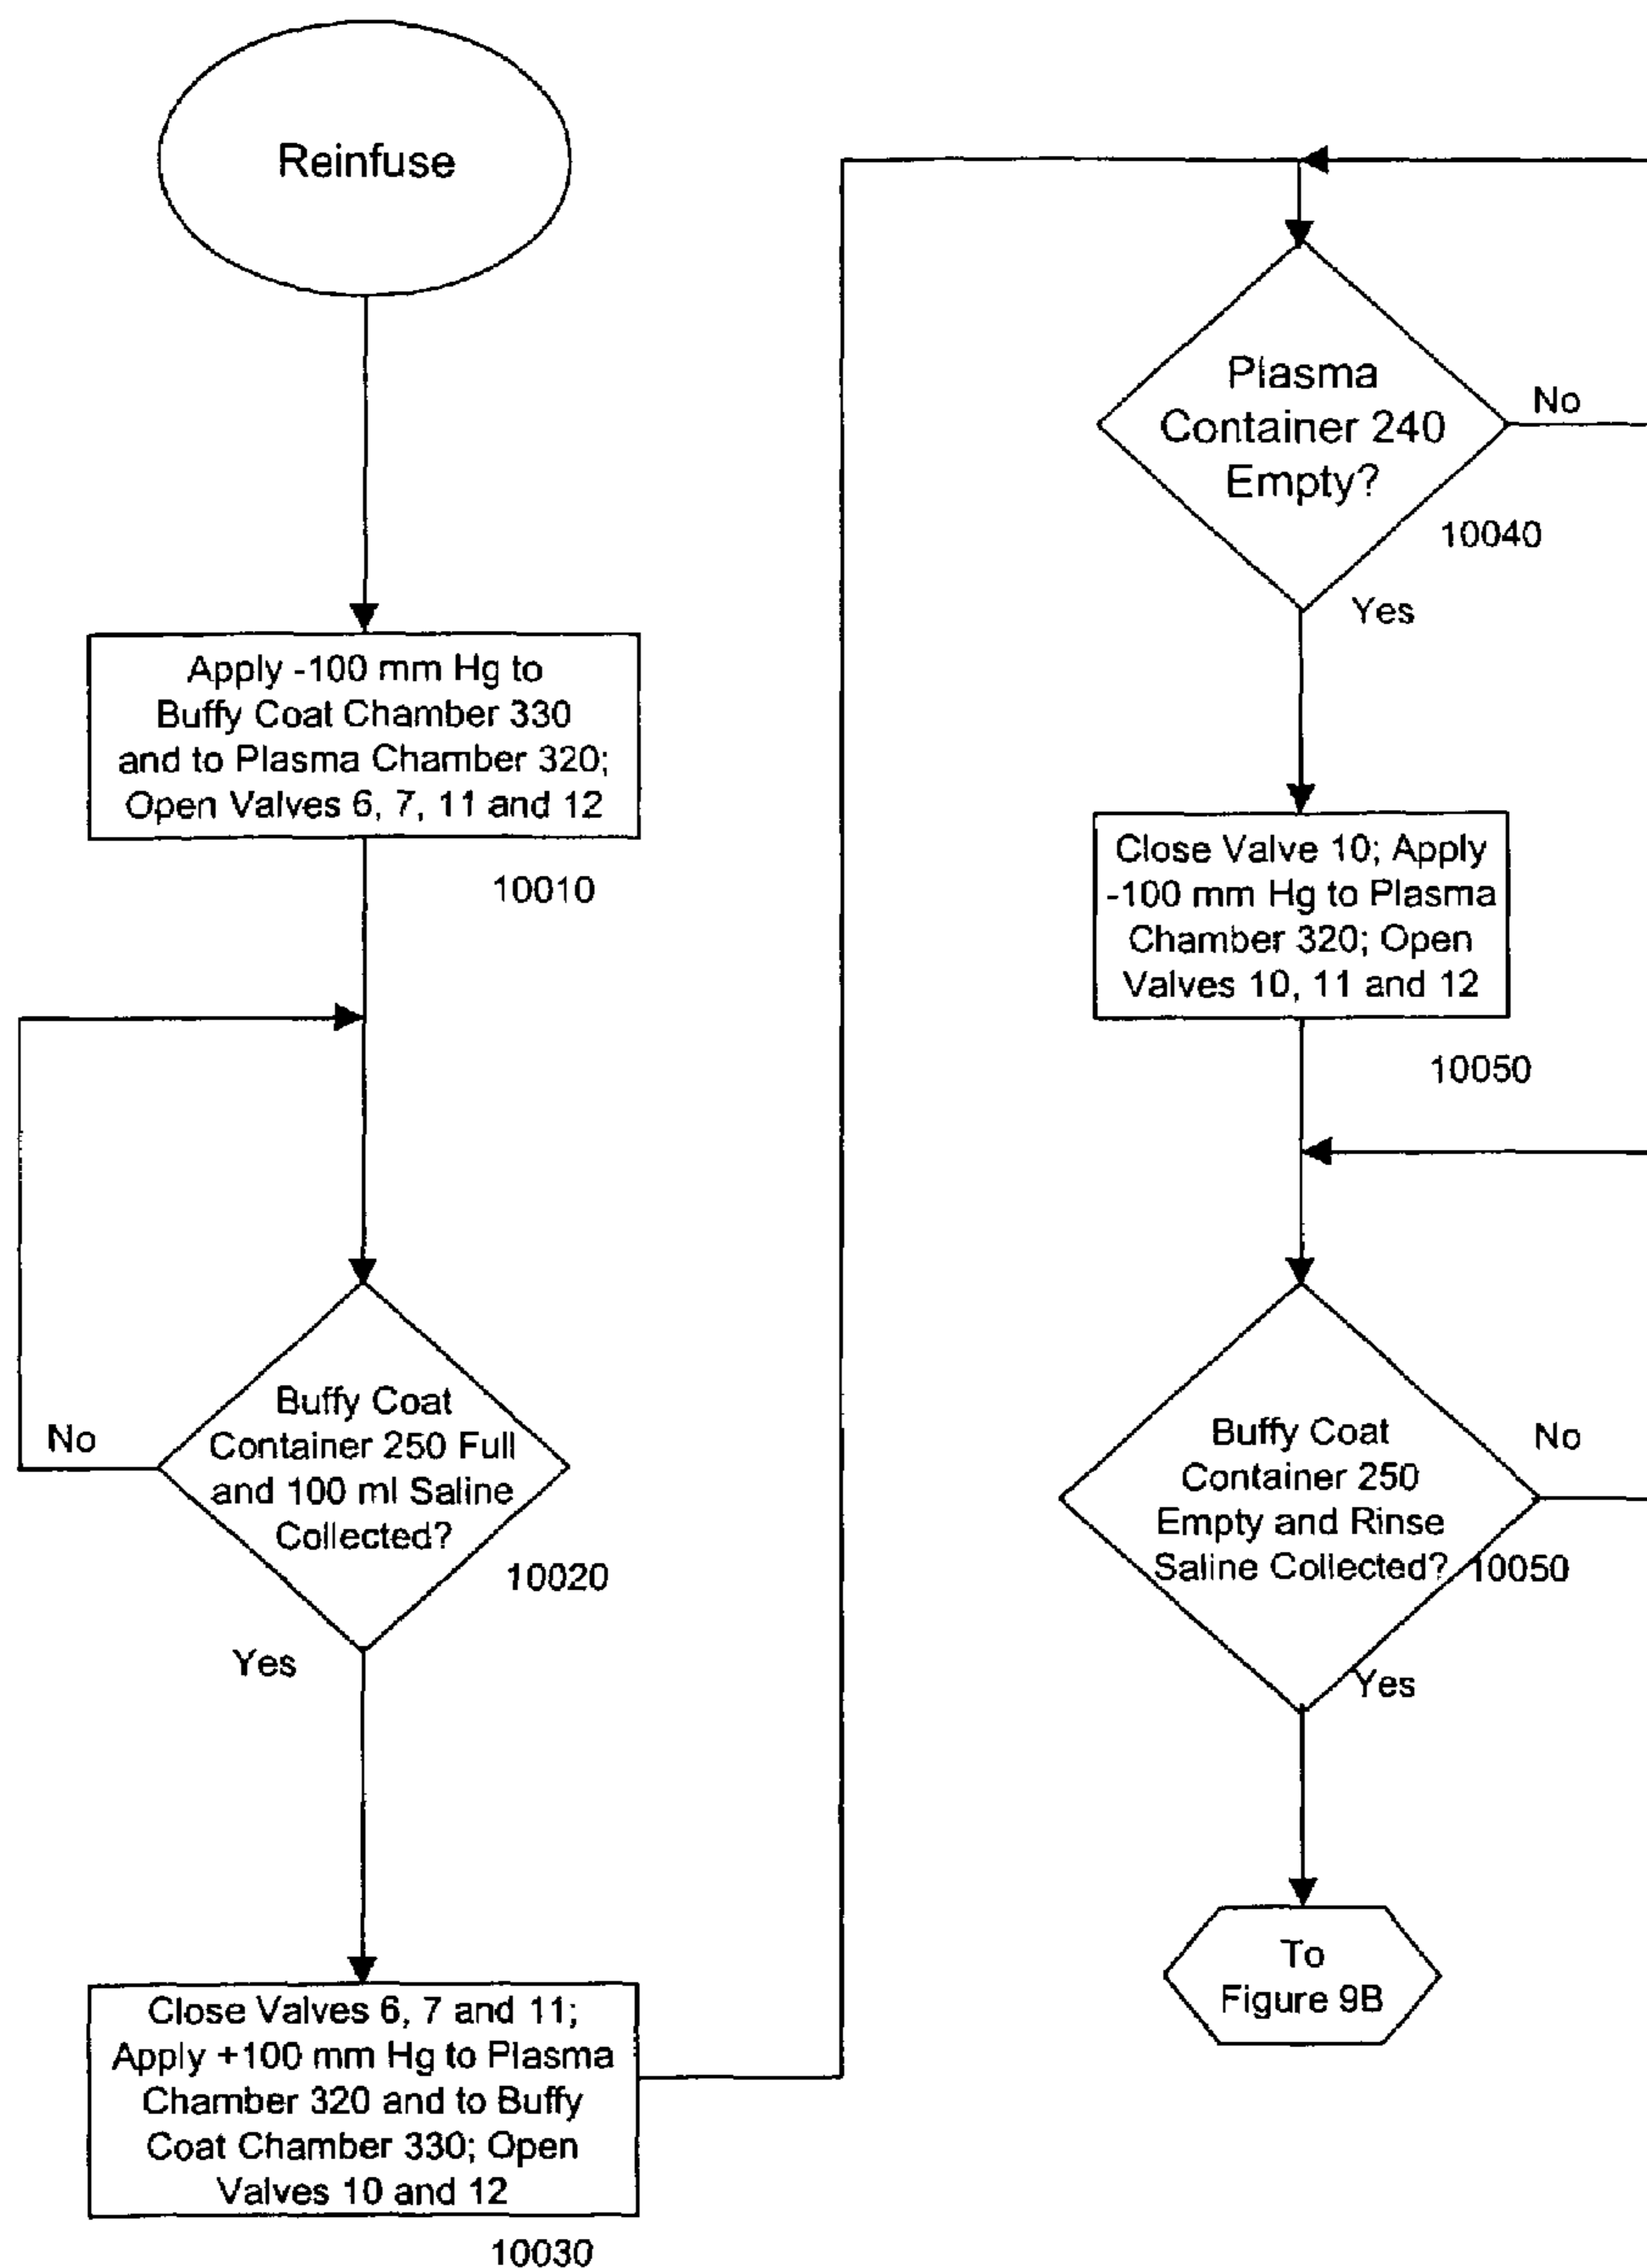 Reinfuse
Apply -100 mm Hg to
Buffy Coat Chamber 330
and to Plasma Chamber 320;
Open Valves 6, 7, 11 and 12
10010
No
Buffy Coat
Container 250 Full
and 100 ml Saline
Collected?
10020
Yes
Close Valves 6, 7 and 11;
Apply +100 mm Hg to Plasma
Chamber 320 and to Buffy
Coat Chamber 330; Open
Valves 10 and 12
10030
Plasma
Container 240
Empty?
No
10040
Yes
Close Valve 10; Apply
-100 mm Hg to Plasma
Chamber 320; Open
Valves 10, 11 and 12
10050
Buffy Coat
Container 250
Empty and Rinse
Saline Collected?
No
10050
Yes
To
Figure 9B